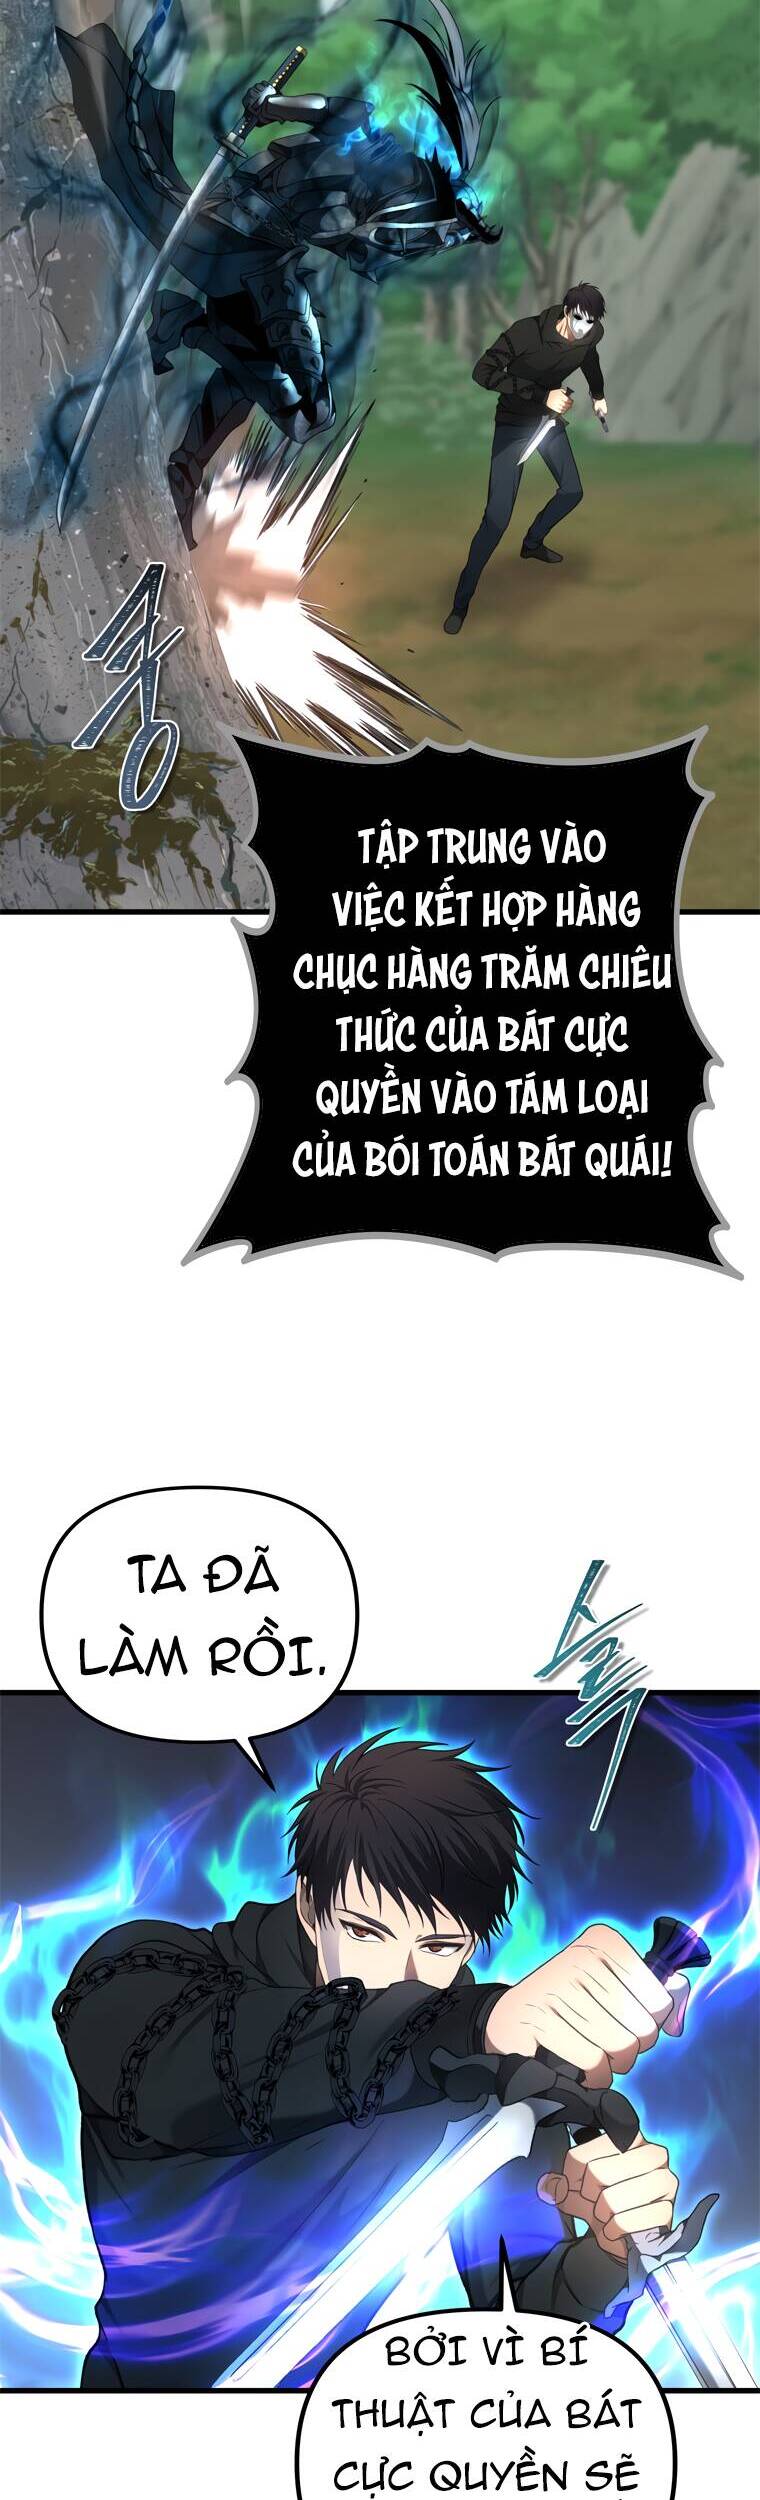 쿵
TẬP TRUNG VÀO
VIỆC KẾT HỢP HÀNG
CHỤC HÀNG TRĂM CHIÊU
THỨC CỦA BÁT CỰC
QUYỀN VÀO TÁM LOẠI
CỦA BÓI TOÁN BÁT QUÁI!
TA ĐÃ
LÀM RỒI.
BỞI VÌ BÍ
THUẬT CỦA BÁT
CỰC QUYỀN SẼ